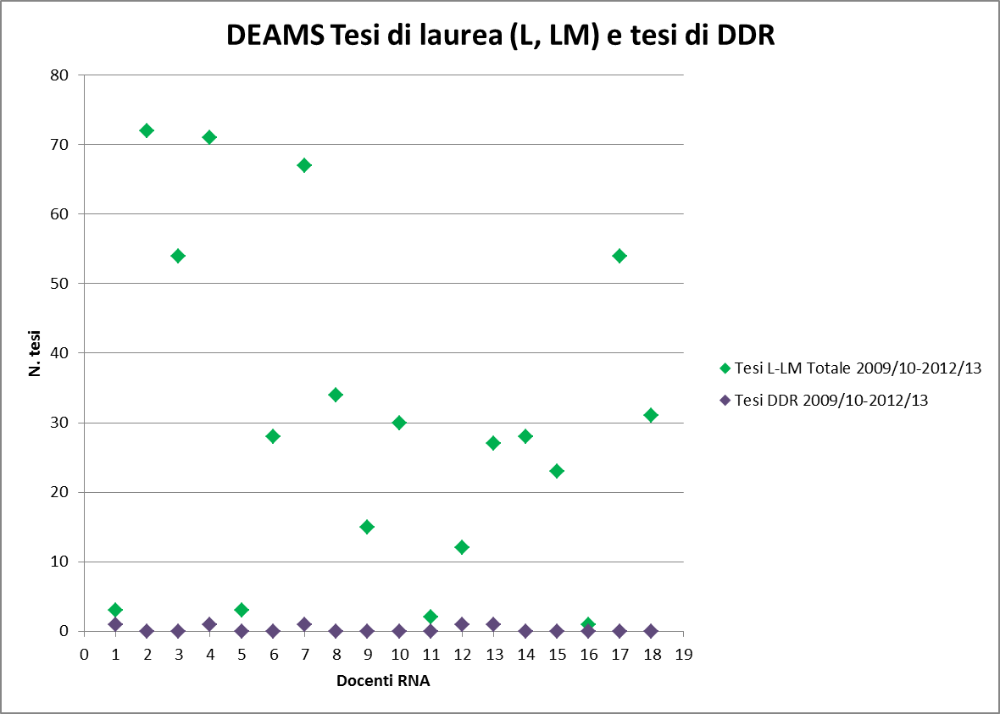 DEAMS Tesi di laurea (L, LM) e tesi di DDR
80
70
60
50
40
30
20
10
0
N. tesi
0 1 2 3 4 5 6 7 8 9 10 11 12 13 14 15 16 17 18 19
Docenti RNA
Tesi L-LM Totale 2009/10-2012/13
Tesi DDR 2009/10-2012/13